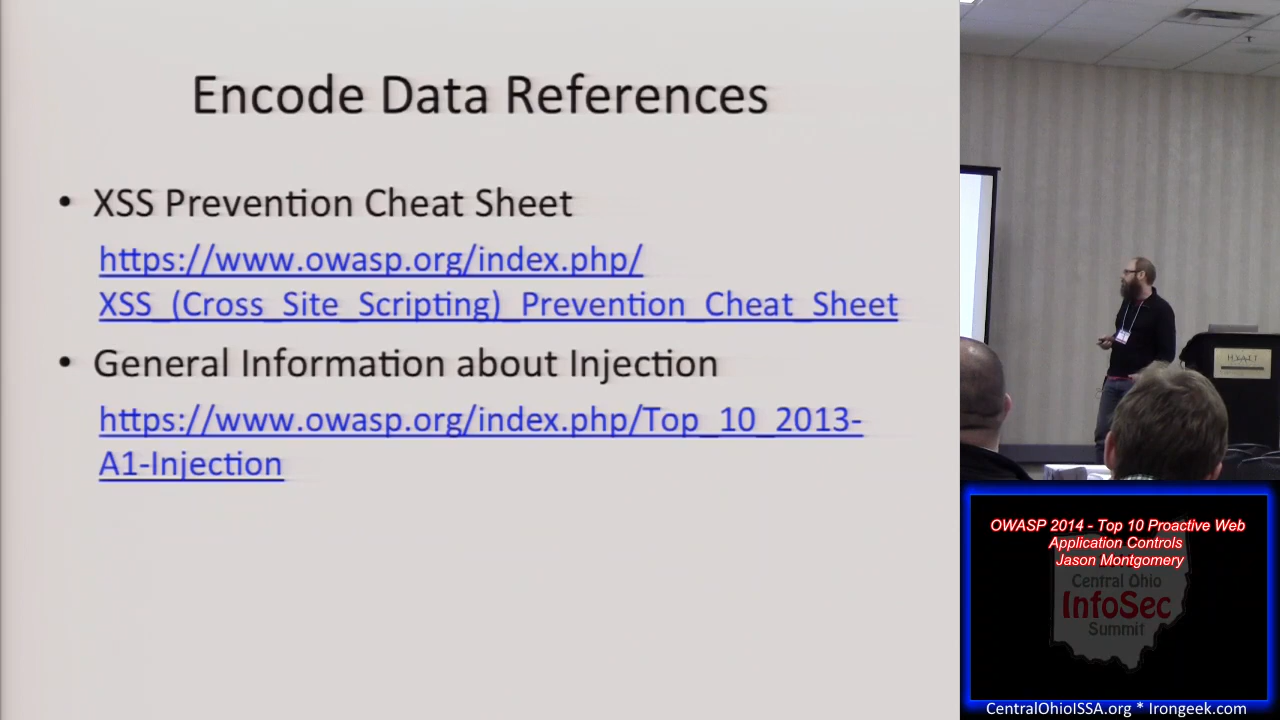 Encode Data References
• XSS Prevention Cheat Sheet
https://www.owasp.org/index.php/
XSS_(Cross_Site_Scripting)_Prevention_Cheat_Sheet
• General Information about Injection
https://www.owasp.org/index.php/Top_10_2013-
A1-Injection
HYATT
OWASP 2014 - Top 10 Proactive Web
Application Controls
Jason Montgomery
Central Ohio
InfoSec
Summit
CentralOhioISSA.org * Irongeek.com